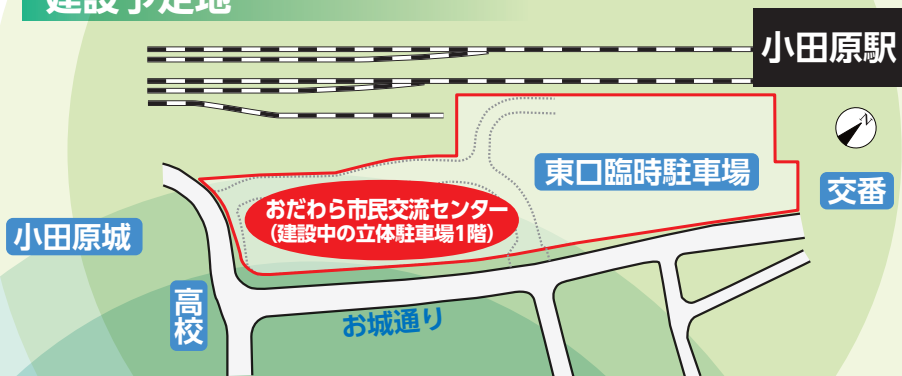 建設予定地
小田原駅
N
東口臨時駐車場
交番
おだわら市民交流センター
(建設中の立体駐車場1階)
小田原城
高校
お城通り